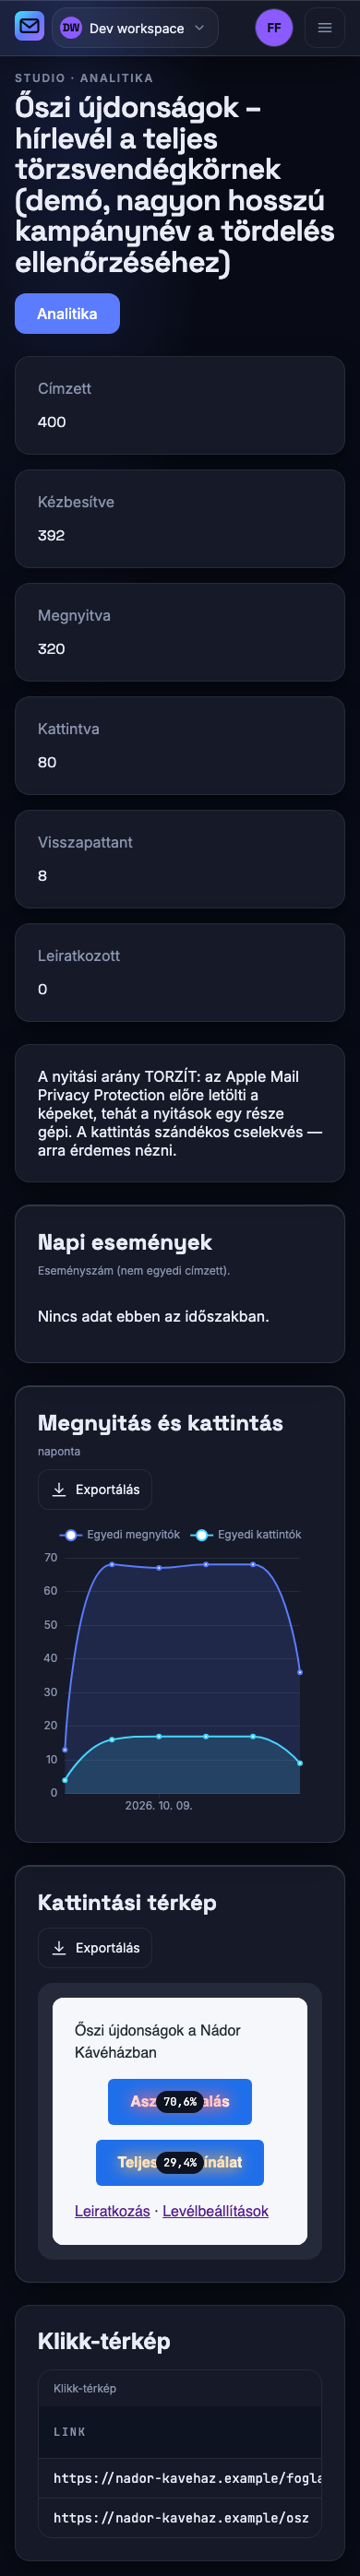 DW Dev workspace FF
STUDIO · ANALITIKA
Őszi újdonságok –
hírlevél a teljes
törzsvendégkörnek
(demó, nagyon hosszú
kampánynév a tördelés
ellenőrzéséhez)
Analitika
Címzett
400
Kézbesítve
392
Megnyitva
320
Kattintva
80
Visszapattant
8
Leiratkozott
0
A nyitási arány TORZÍT: az Apple Mail
Privacy Protection előre letölti a
képeket, tehát a nyitások egy része
gépi. A kattintás szándékos cselekvés —
arra érdemes nézni.
Napi események
Eseményszám (nem egyedi címzett).
Nincs adat ebben az időszakban.
Megnyitás és kattintás
naponta
Exportálás
Egyedi megnyitók Egyedi kattintók
70
60
50
40
30
20
10
0
2026. 10. 09.
Kattintási térkép
Exportálás
Őszi újdonságok a Nádor
Kávéházban
70,6%
29,4%
Leiratkozás · Levélbeállítások
Klikk-térkép
Klikk-térkép
LINK
https://nador-kavehaz.example/fogla
https://nador-kavehaz.example/osz